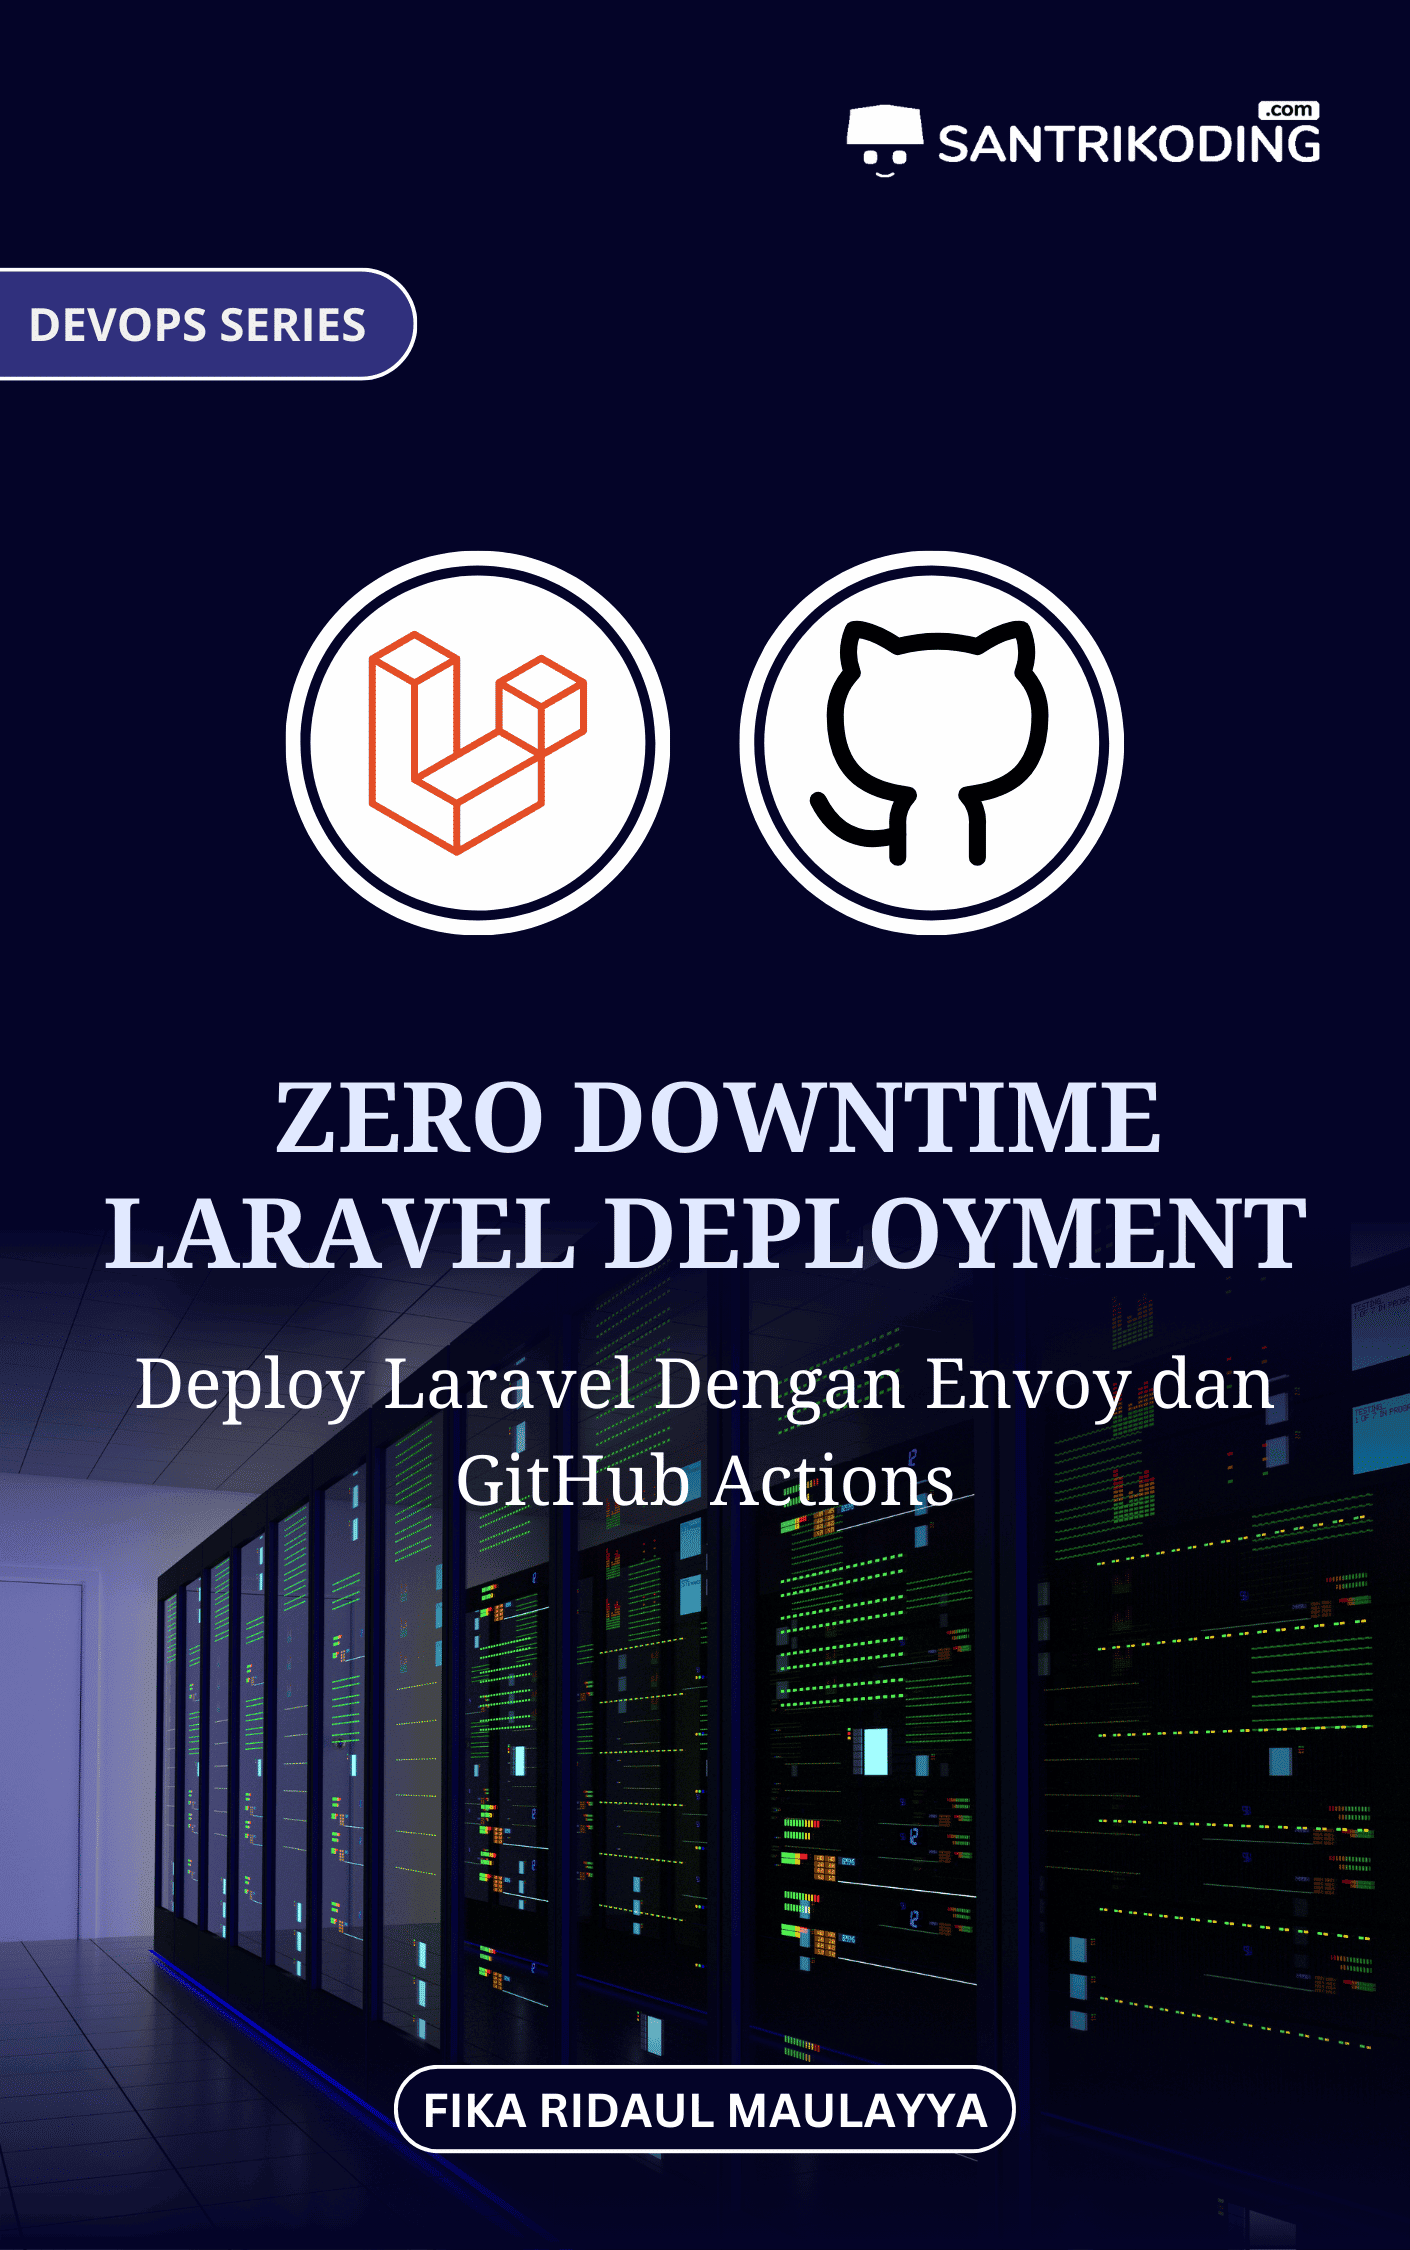 .com
SANTRIKODING
DEVOPS SERIES
ZERO DOWNTIME
LARAVEL DEPLOYMENT
Deploy Laravel Dengan Envoy dan
GitHub Actions
FIKA RIDAUL MAULAYYA